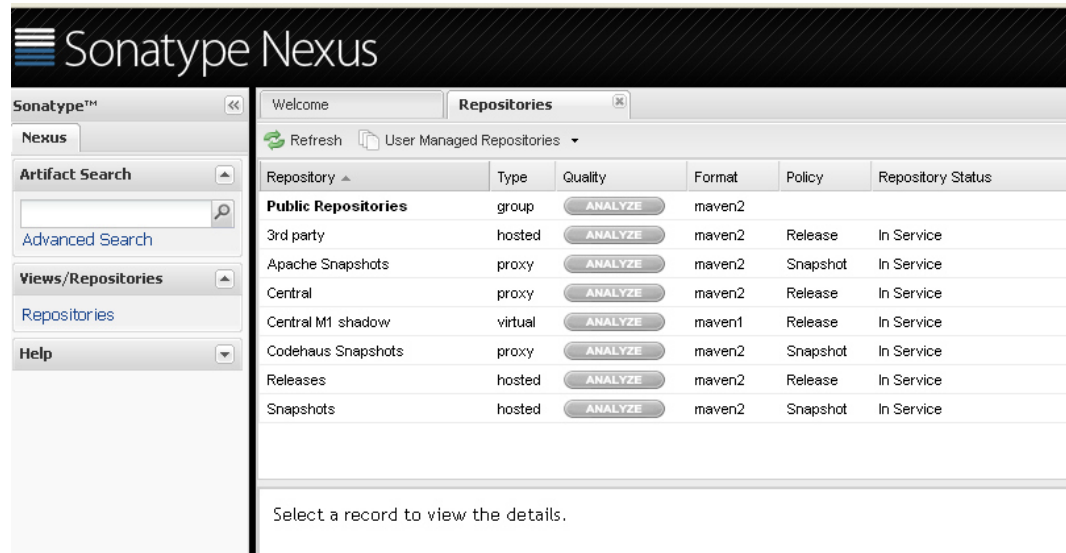 Sonatype Nexus
Sonatype™
Nexus
Artifact Search
Advanced Search
Views/Repositories
Repositories
Help
Welcome Repositories
Refresh User Managed Repositories
Repository Type Quality Format Policy Repository Status
Public Repositories group ANALYZE maven2
3rd party hosted ANALYZE maven2 Release In Service
Apache Snapshots proxy ANALYZE maven2 Snapshot In Service
Central proxy ANALYZE maven2 Release In Service
Central M1 shadow virtual ANALYZE maven1 Release In Service
Codehaus Snapshots proxy ANALYZE maven2 Snapshot In Service
Releases hosted ANALYZE maven2 Release In Service
Snapshots hosted ANALYZE maven2 Snapshot In Service
Select a record to view the details.